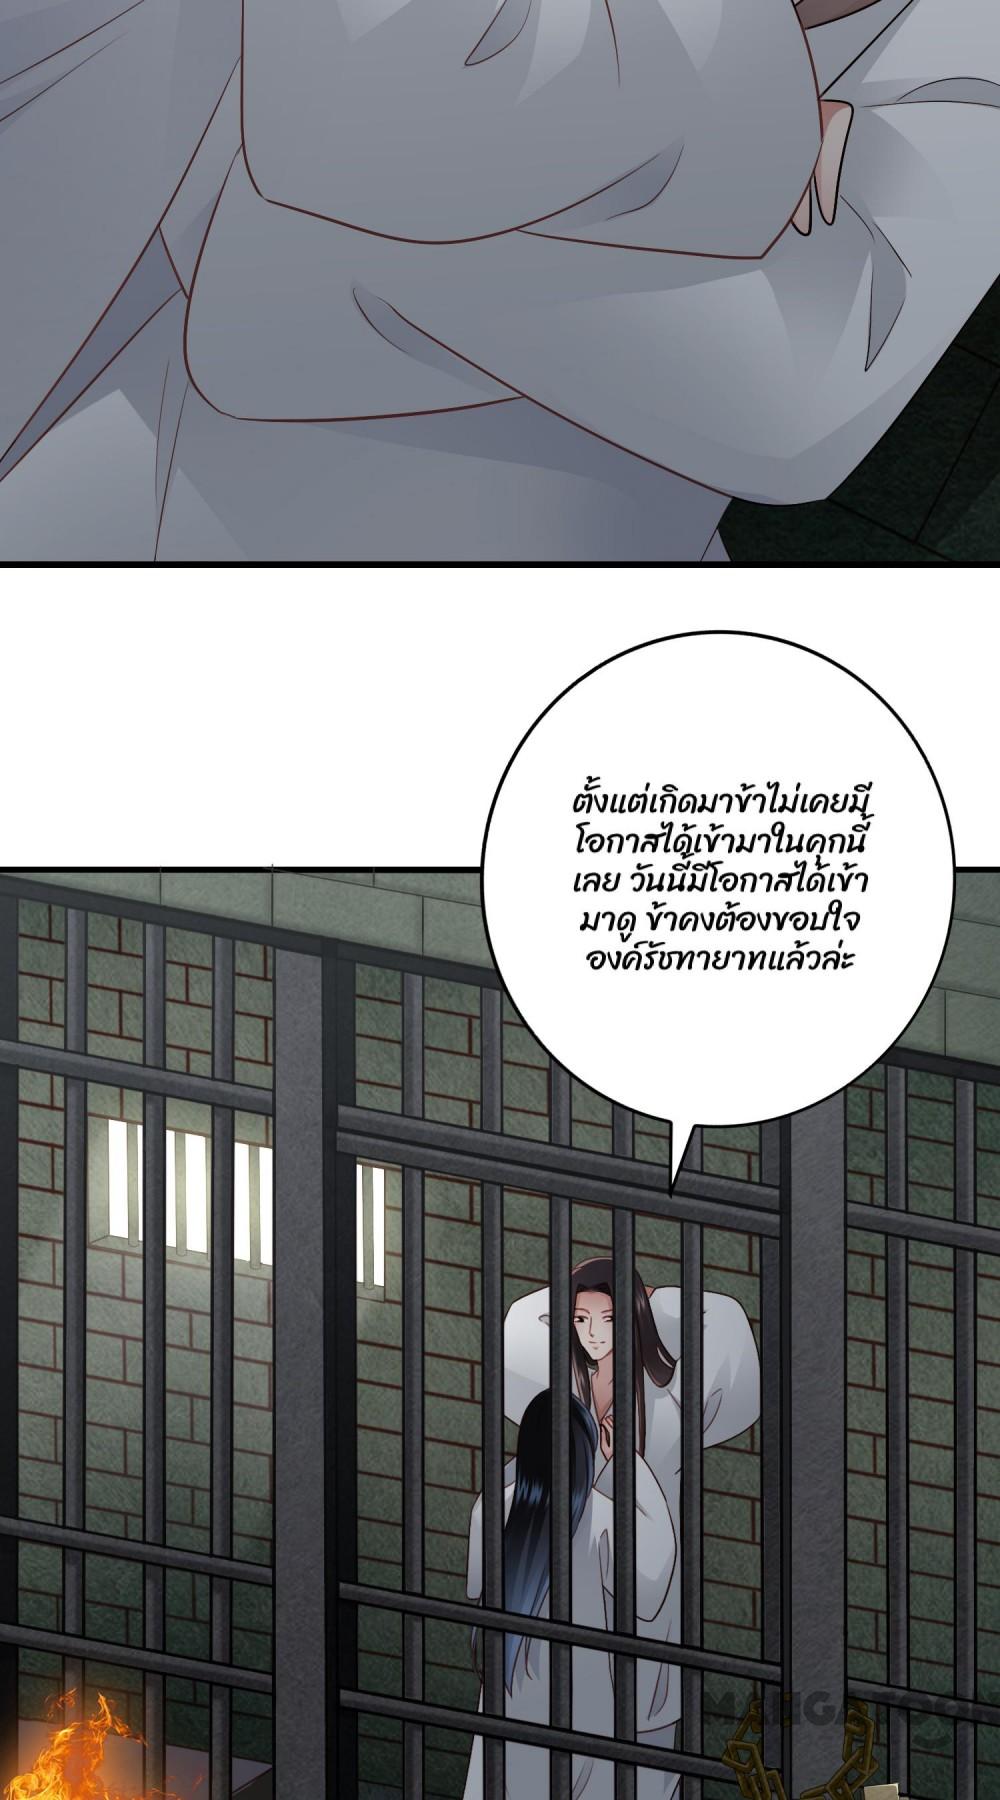 ตั้งแต่เกิดมาข้าไม่เคยมี
โอกาสได้เข้ามาในคุกนี้
เลย วันนี้มีโอกาสได้เข้า
มาดู ข้าคงต้องขอบใจ
องค์รัชทายาทแล้วล่ะ
MANGATOON